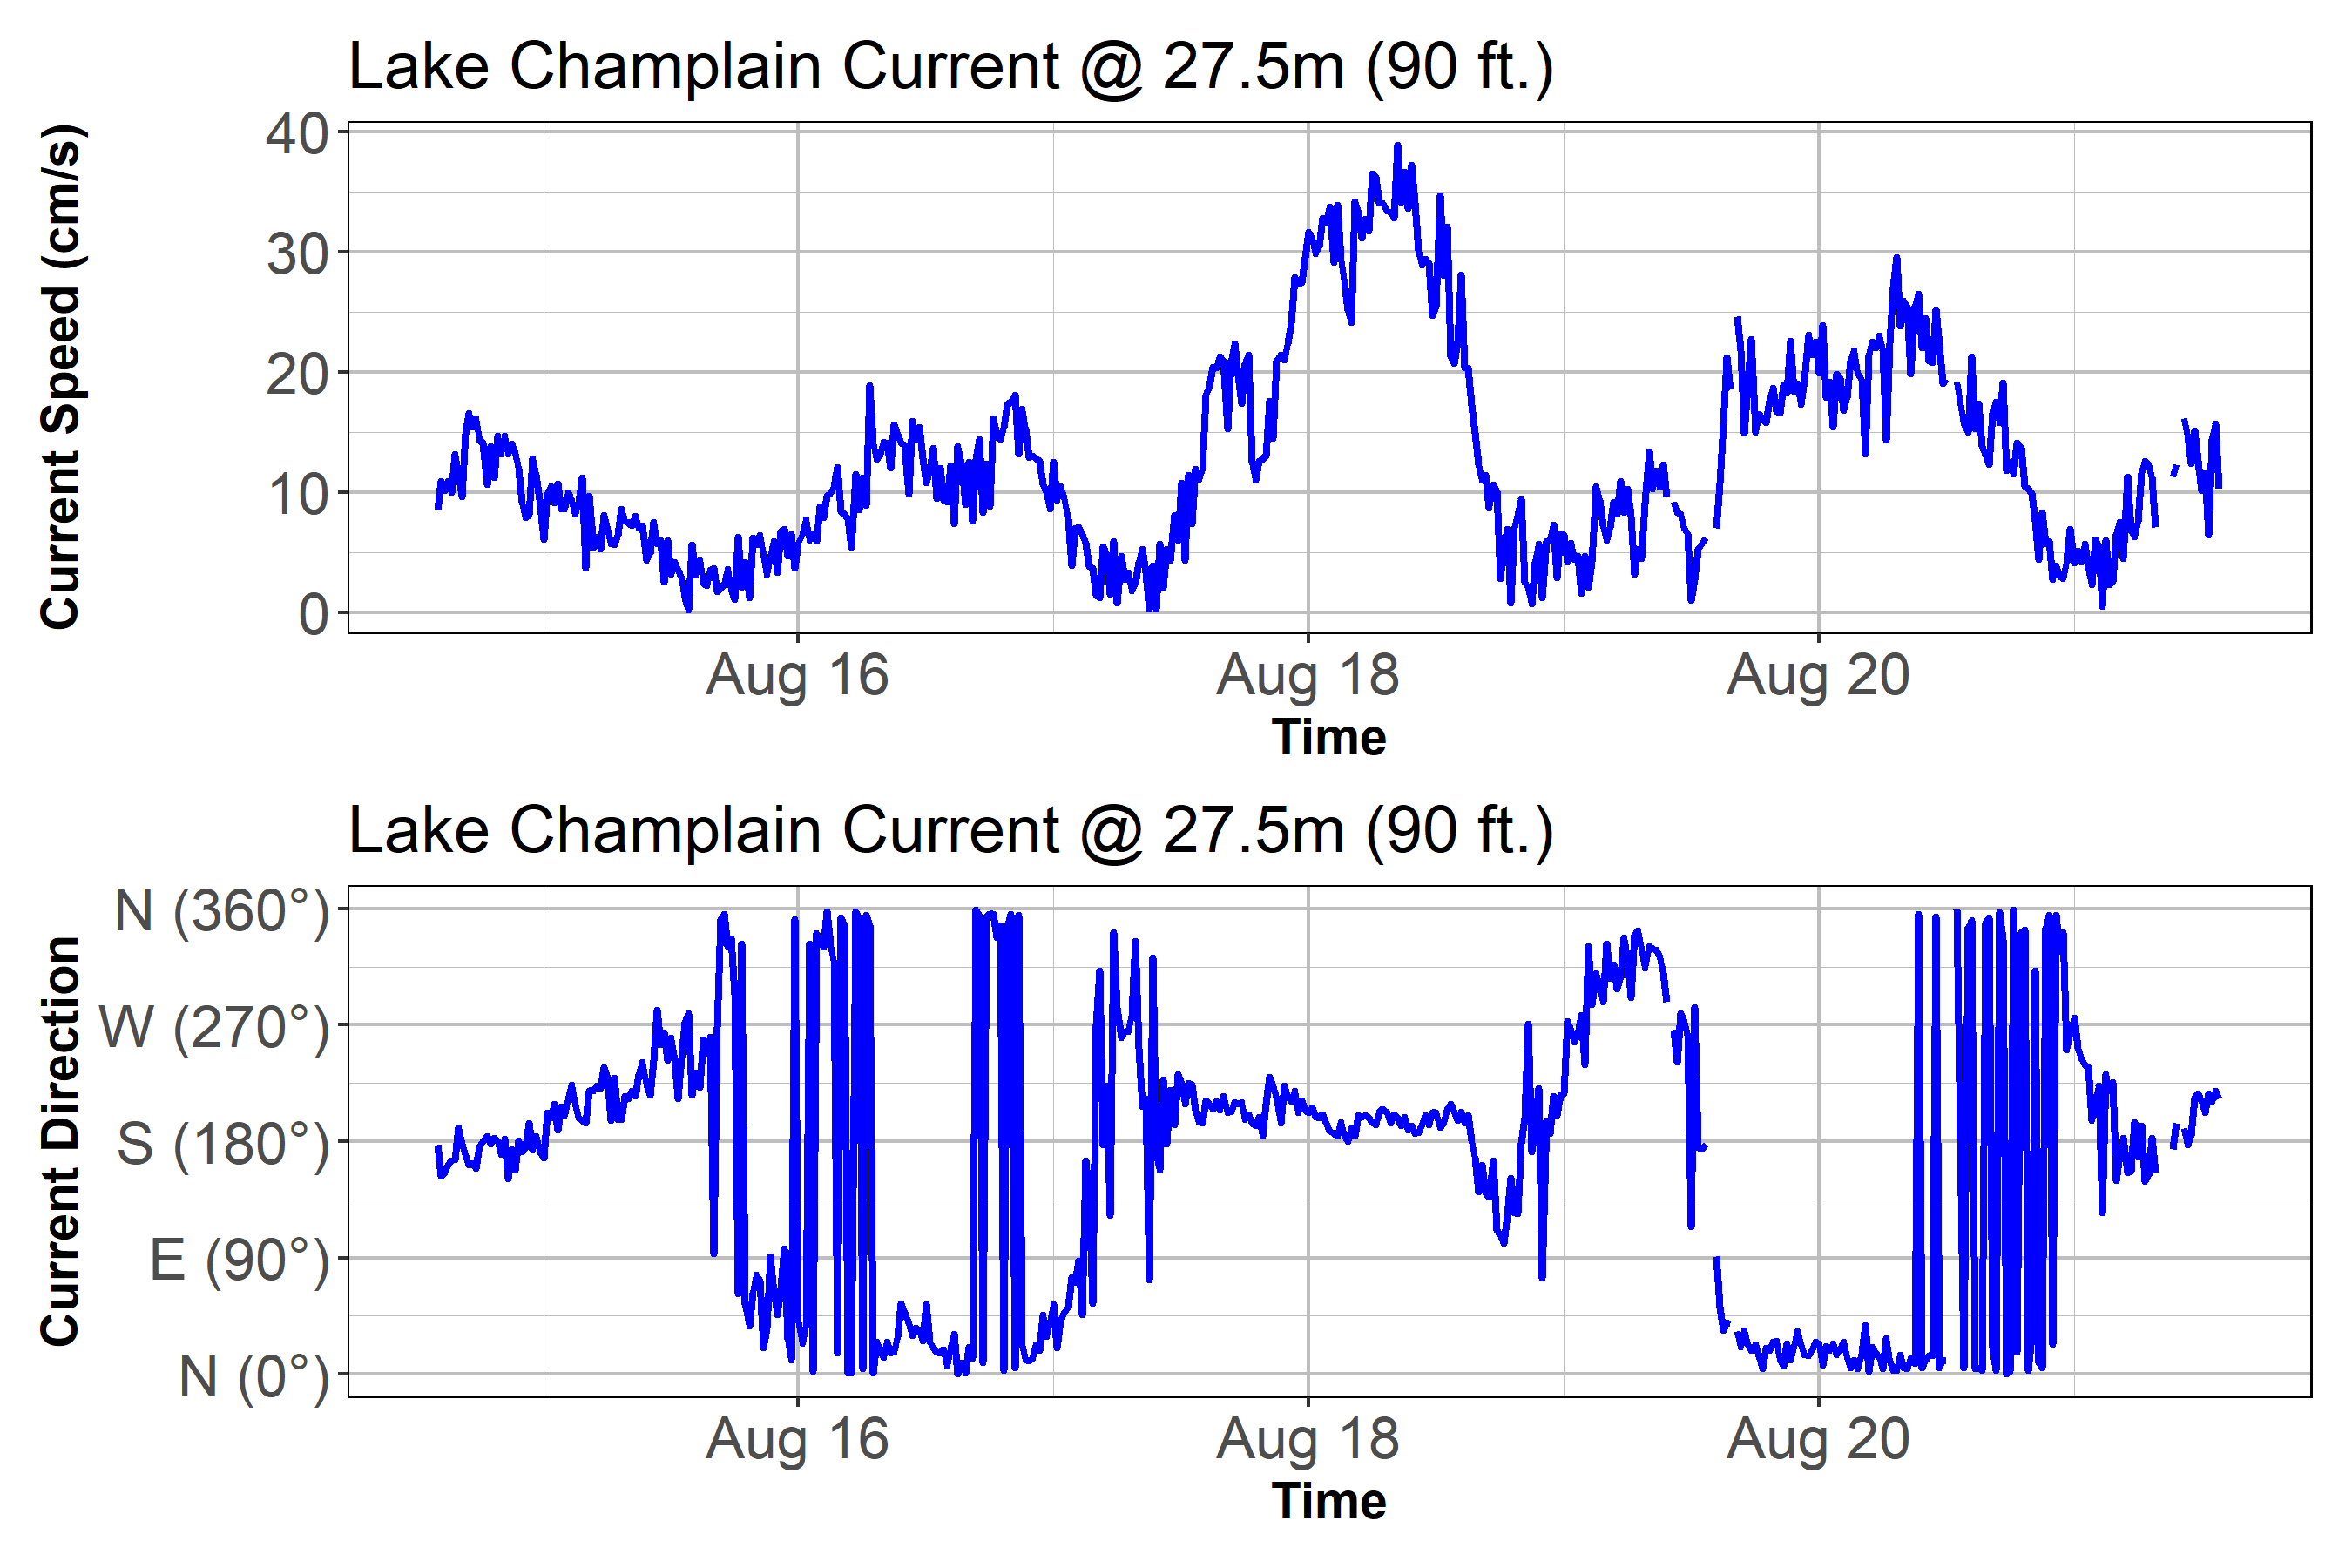 Lake Champlain Current @ 27.5m (90 ft.)
Current Speed (cm/s)
40
30
20
10
0
Aug 16 Aug 18 Aug 20
Time
Lake Champlain Current @ 27.5m (90 ft.)
Current Direction
N (360°)
W (270°)
S (180°)
E (90°)
N (0°)
Aug 16 Aug 18 Aug 20
Time